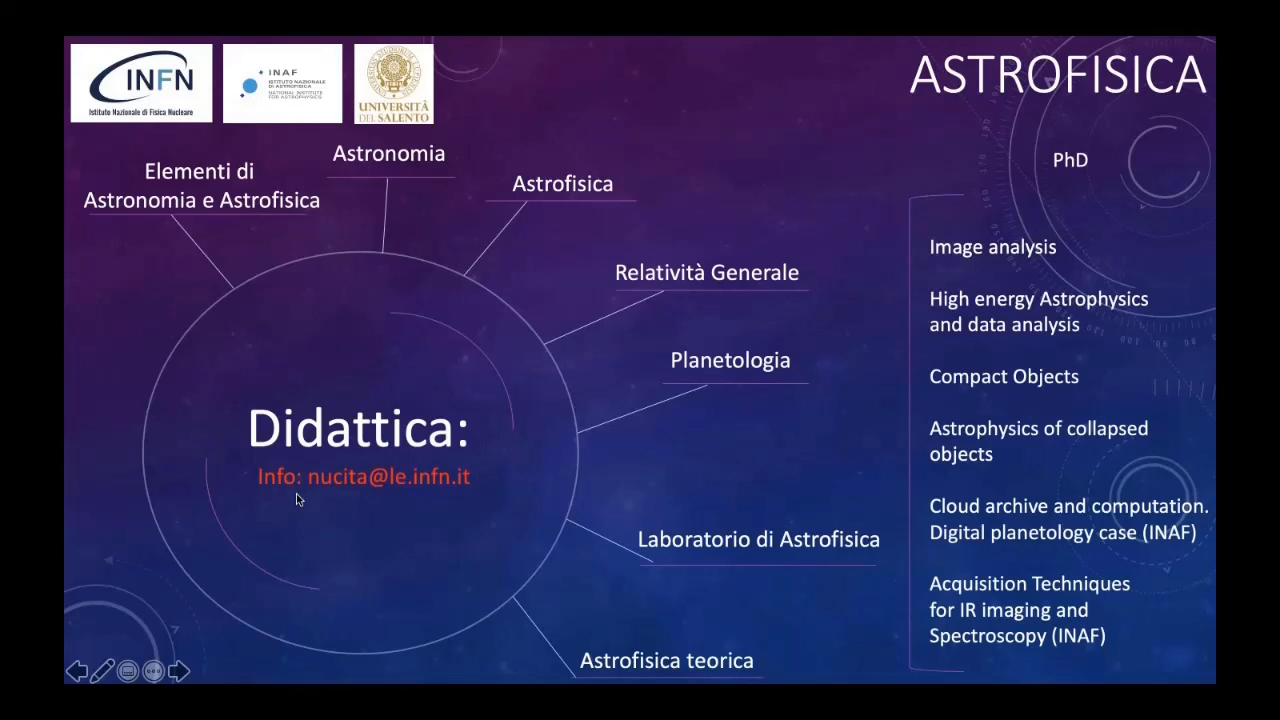 INFN
Istituto Nazionale di Fisica Nucleare
INAF
ISTITUTO NAZIONALE
DI ASTROFISICA
NATIONAL INSTITUTE
FOR ASTROPHYSICS
UNIVERSITÀ
DEL SALENTO
ASTROFISICA
Elementi di
Astronomia e Astrofisica
Astronomia
Astrofisica
Relatività Generale
Planetologia
Didattica:
Info: nucita@le.infn.it
Laboratorio di Astrofisica
Astrofisica teorica
PhD
Image analysis
High energy Astrophysics
and data analysis
Compact Objects
Astrophysics of collapsed
objects
Cloud archive and computation.
Digital planetology case (INAF)
Acquisition Techniques
for IR imaging and
Spectroscopy (INAF)